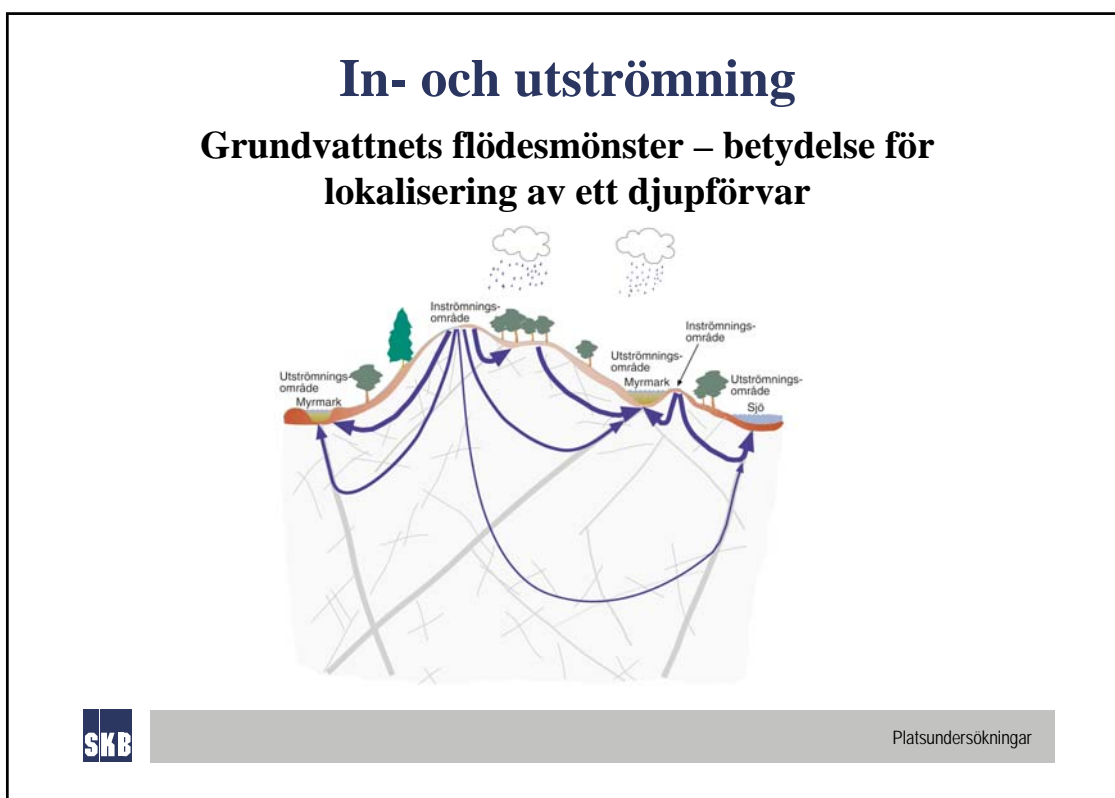 In- och utströmning
Grundvattnets flödesmönster – betydelse för
lokalisering av ett djupförvar
Inströmnings-
område
Inströmnings-
område
Utströmnings-
område
Myrmark
Utströmnings-
område
Myrmark
Utströmnings-
område
Sjö
SKB
Platsundersökningar